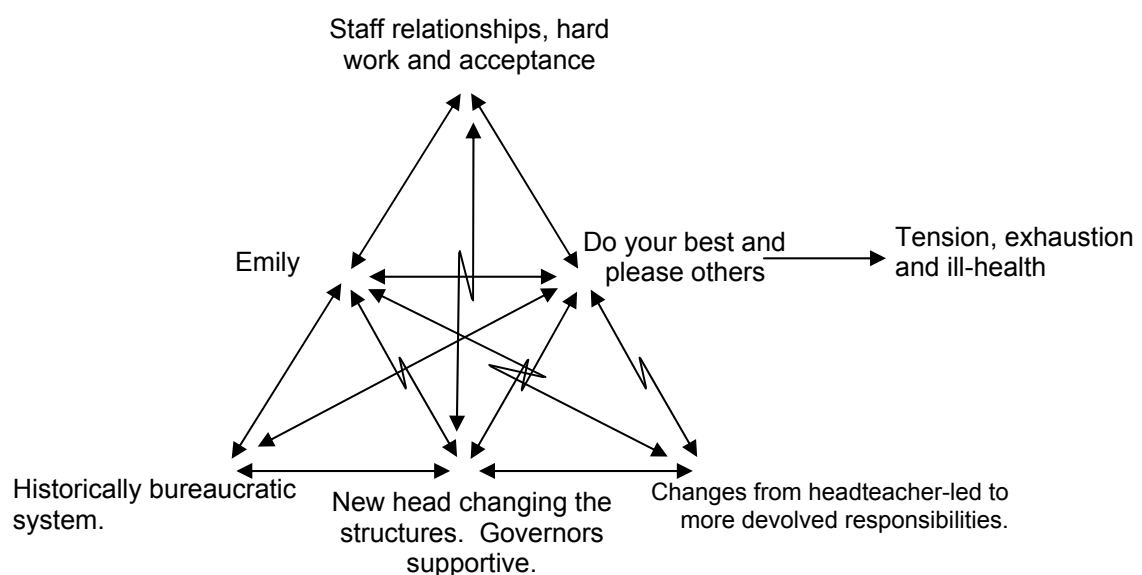 Staff relationships, hard
work and acceptance
Emily
Do your best and
please others
Tension, exhaustion
and ill-health
Historically bureaucratic
system.
New head changing the
structures. Governors
supportive.
Changes from headteacher-led to
more devolved responsibilities.